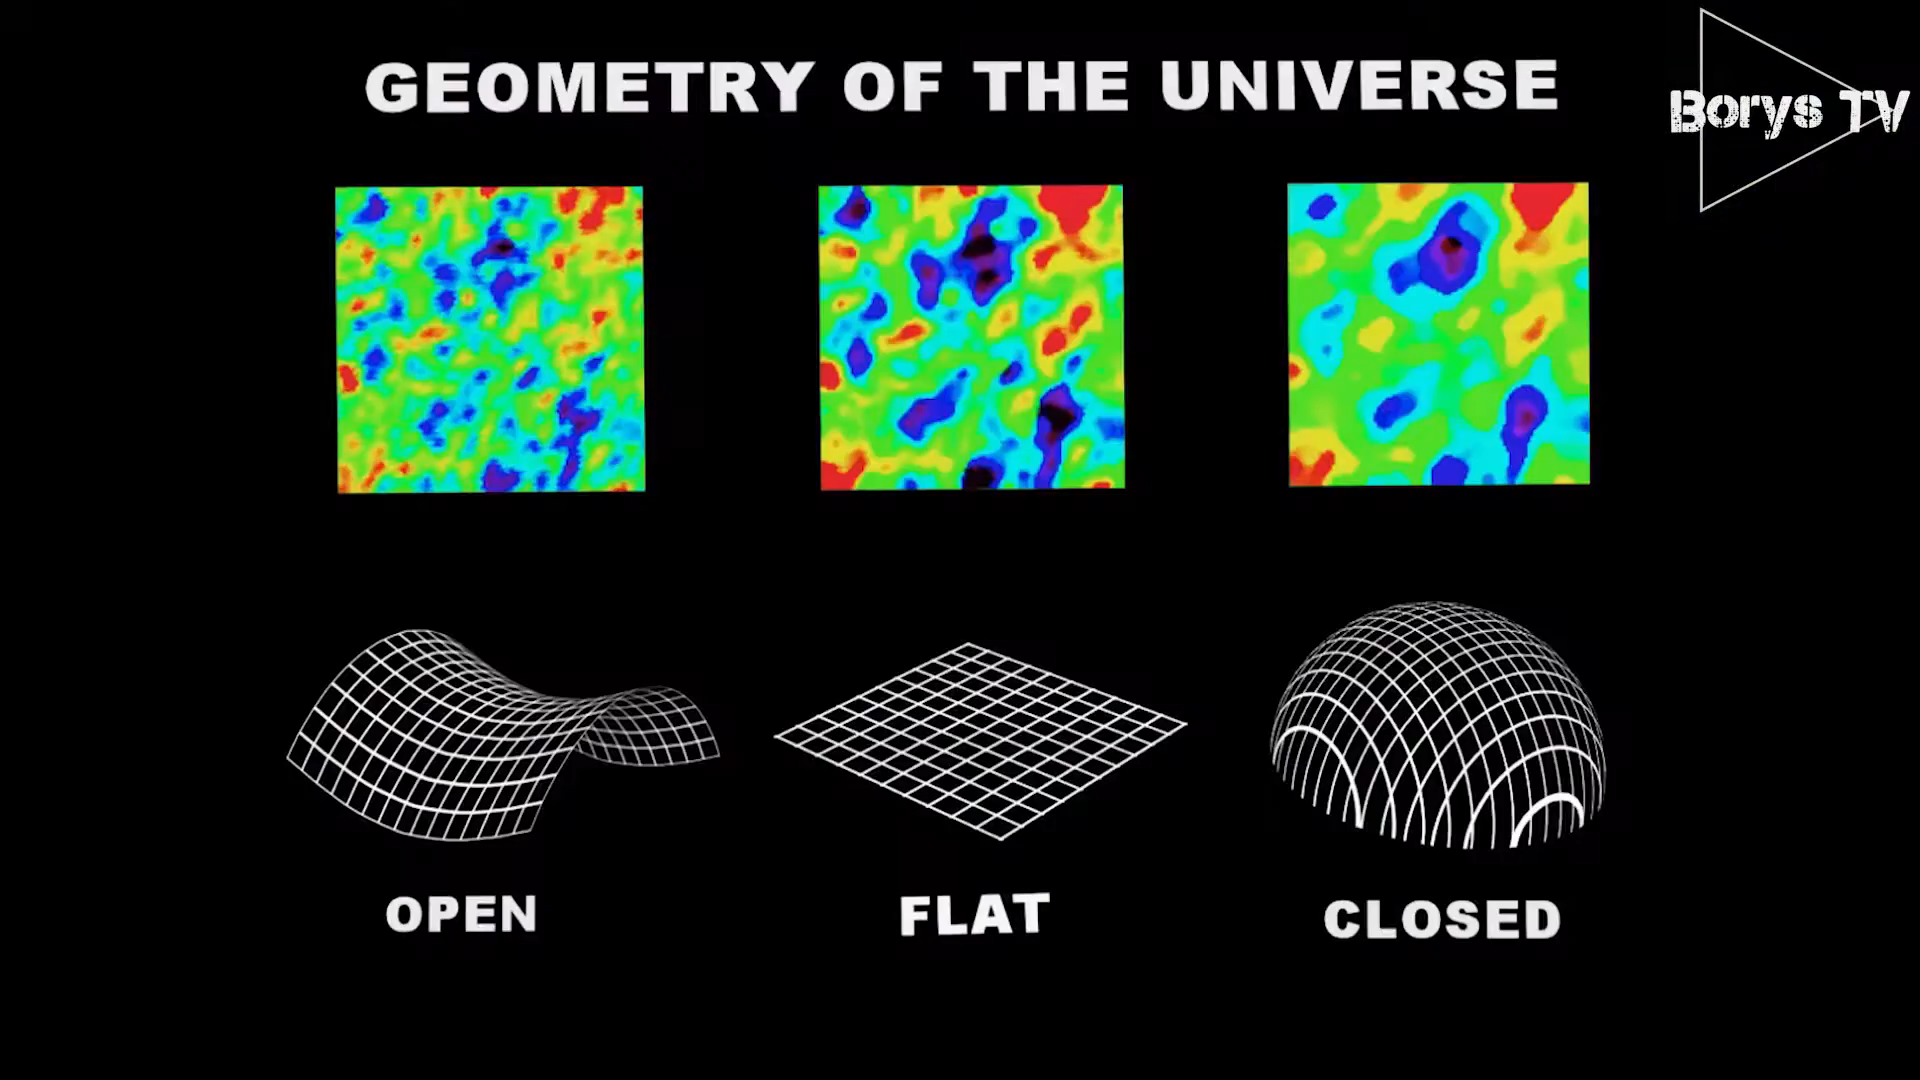 GEOMETRY OF THE UNIVERSE
Borys TV
OPEN
FLAT
CLOSED